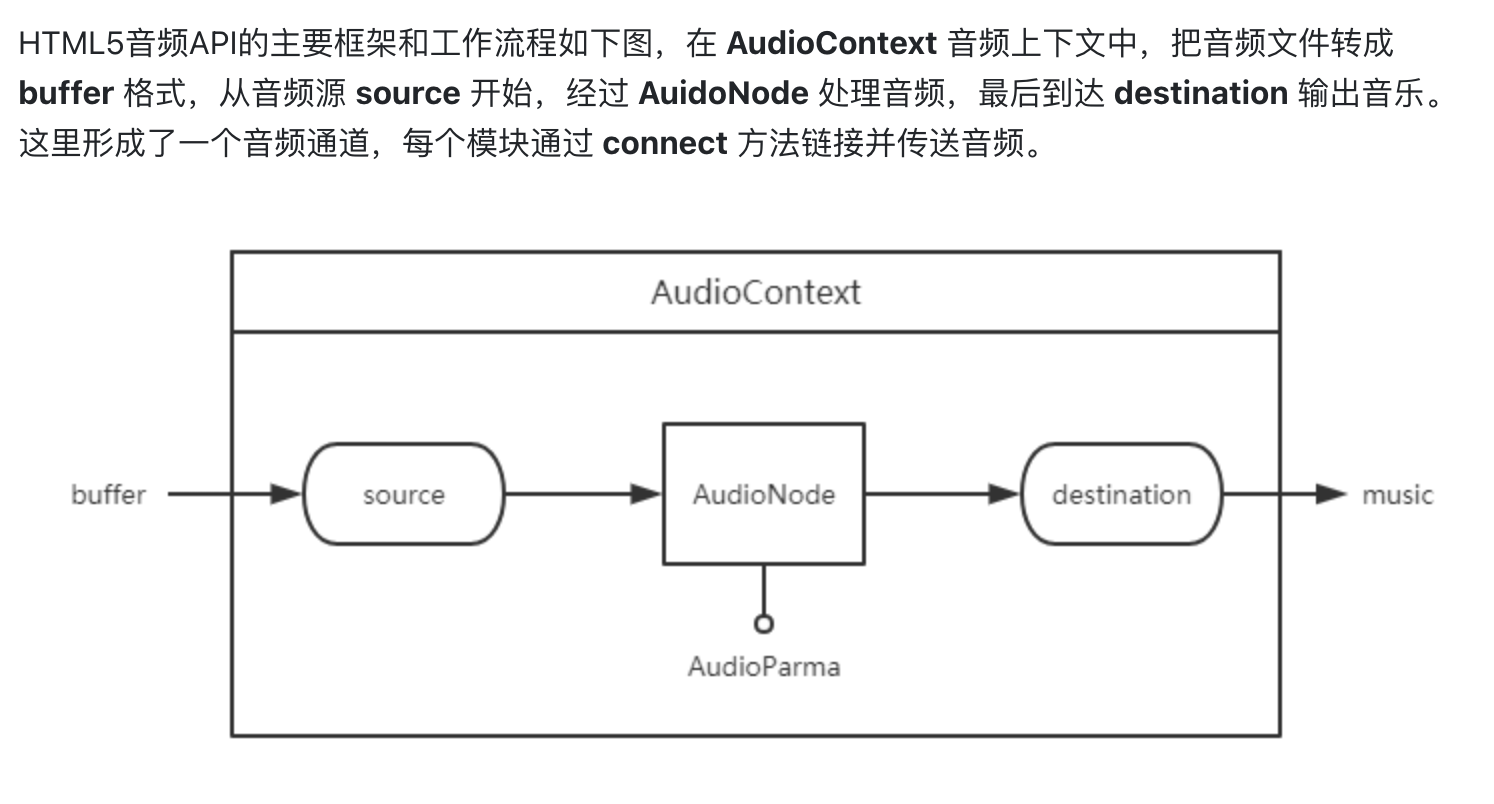 HTML5音频API的主要框架和工作流程如下图，在 AudioContext 音频上下文中，把音频文件转成
buffer 格式，从音频源 source 开始，经过 AuidoNode 处理音频，最后到达 destination 输出音乐。
这里形成了一个音频通道，每个模块通过 connect 方法链接并传送音频。
AudioContext
buffer
source
AudioNode
destination
music
AudioParma